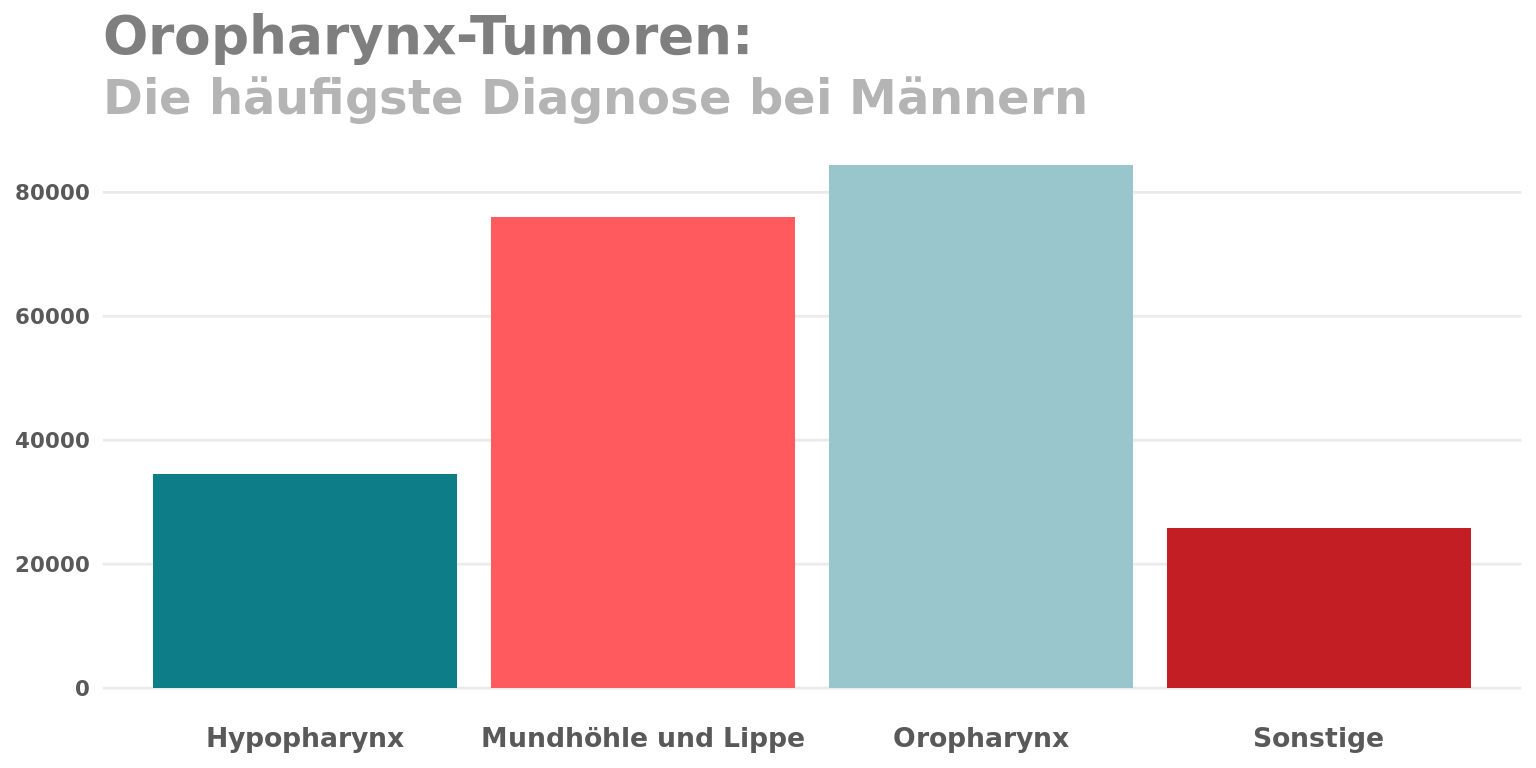 Oropharynx-Tumoren:
Die häufigste Diagnose bei Männern
80000
60000
40000
20000
0
Hypopharynx
Mundhöhle und Lippe
Oropharynx
Sonstige